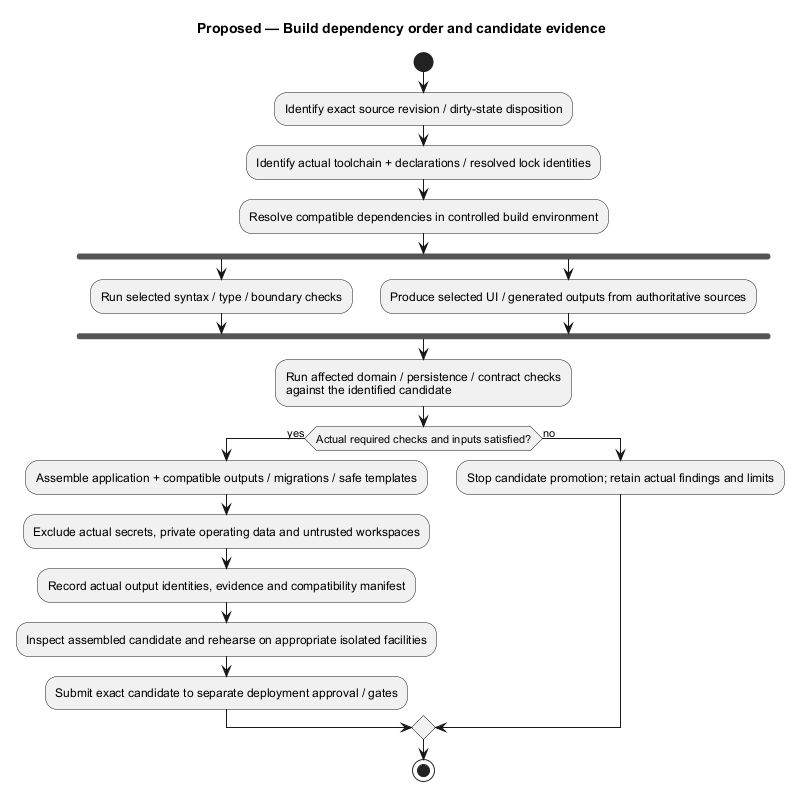 Proposed — Build dependency order and candidate evidence
Identify exact source revision / dirty-state disposition
Identify actual toolchain + declarations / resolved lock identities
Resolve compatible dependencies in controlled build environment
Run selected syntax / type / boundary checks
Produce selected UI / generated outputs from authoritative sources
Run affected domain / persistence / contract checks
against the identified candidate
yes
Actual required checks and inputs satisfied?
no
Assemble application + compatible outputs / migrations / safe templates
Stop candidate promotion; retain actual findings and limits
Exclude actual secrets, private operating data and untrusted workspaces
Record actual output identities, evidence and compatibility manifest
Inspect assembled candidate and rehearse on appropriate isolated facilities
Submit exact candidate to separate deployment approval / gates